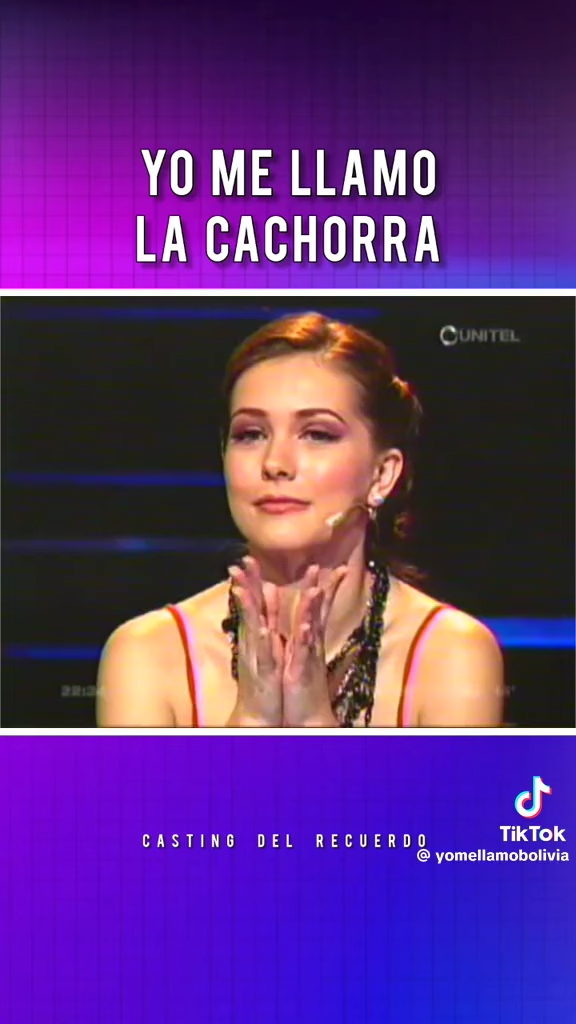 YO ME LLAMO
LA CACHORRA
UNITEL
CASTING DEL RECUERDO
TikTok
@ yomellamobolivia